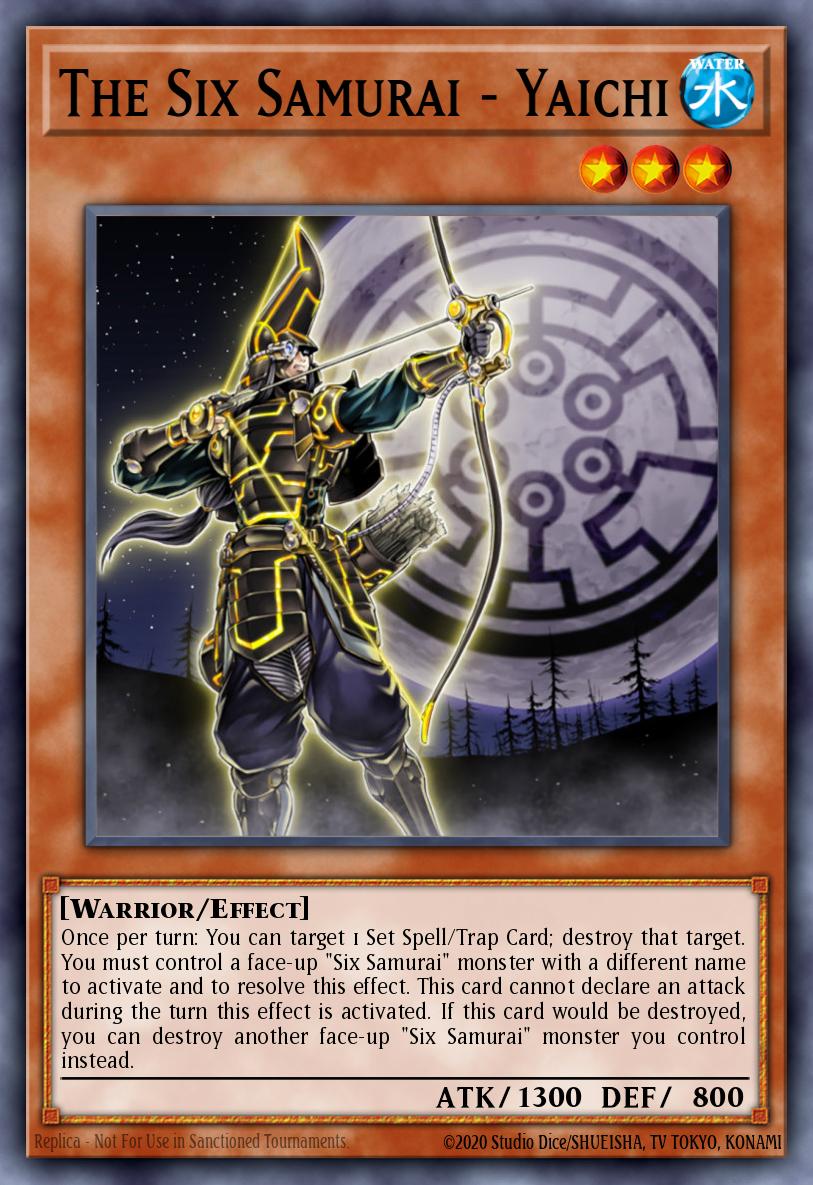 The Six Samurai - Yaichi
WATER
水
[Warrior/Effect]
Once per turn: You can target 1 Set Spell/Trap Card; destroy that target.
You must control a face-up "Six Samurai" monster with a different name
to activate and to resolve this effect. This card cannot declare an attack
during the turn this effect is activated. If this card would be destroyed,
you can destroy another face-up "Six Samurai" monster you control
instead.
ATK/1300 DEF/ 800
Replica - Not For Use in Sanctioned Tournaments.
©2020 Studio Dice/SHUEISHA, TV TOKYO, KONAMI